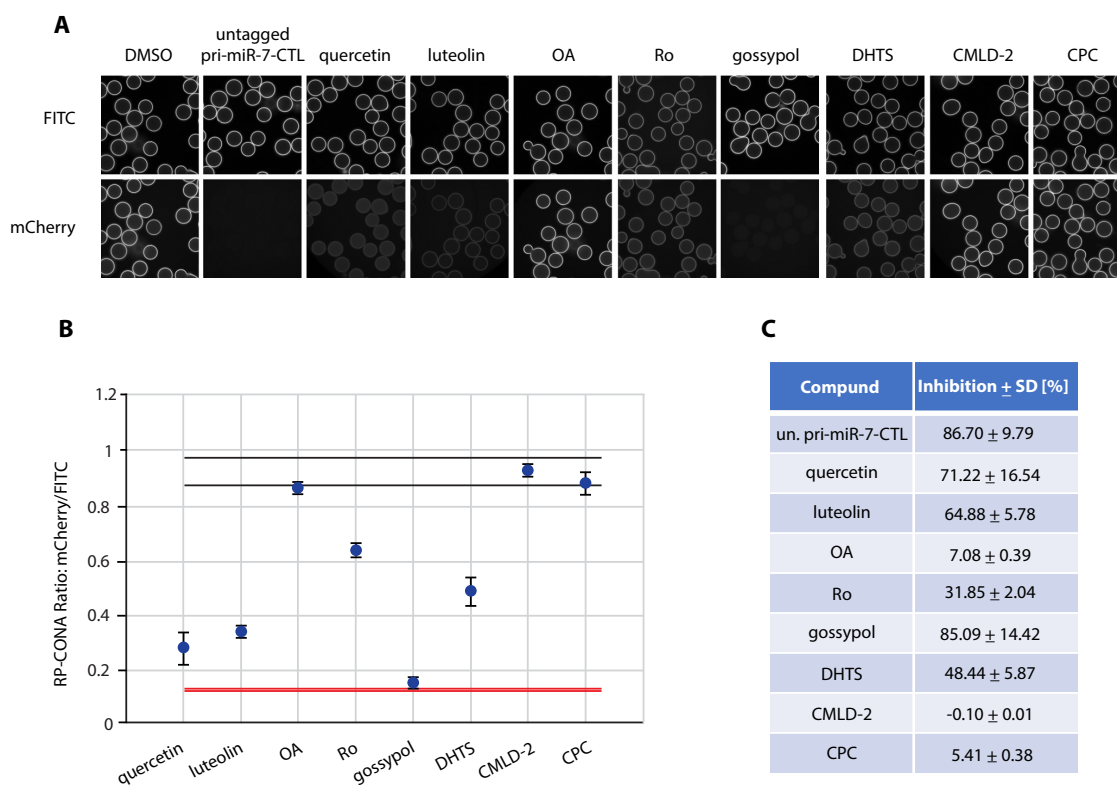 A
DMSO
untagged
pri-miR-7-CTL
quercetin
luteolin
OA
Ro
gossypol
DHTS
CMLD-2
CPC
FITC
mCherry
B
RP-CONA Ratio: mCherry/FITC
1.2
1
0.8
0.6
0.4
0.2
0
quercetin
luteolin
OA
Ro
gossypol
DHTS
CMLD-2
CPC
C
Compund Inhibition ± SD [%]
un. pri-miR-7-CTL 86.70 ± 9.79
quercetin 71.22 ± 16.54
luteolin 64.88 ± 5.78
OA 7.08 ± 0.39
Ro 31.85 ± 2.04
gossypol 85.09 ± 14.42
DHTS 48.44 ± 5.87
CMLD-2 -0.10 ± 0.01
CPC 5.41 ± 0.38